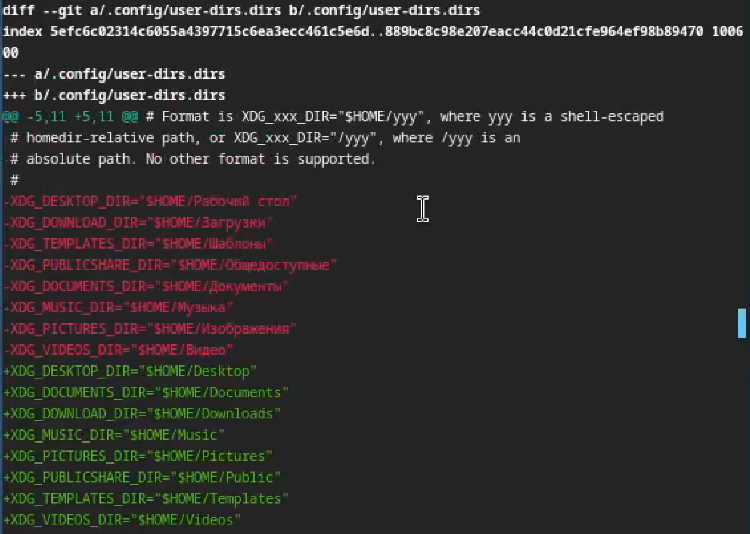 diff --git a/.config/user-dirs.dirs b/.config/user-dirs.dirs
index 5efc6c02314c6055a4397715c6ea3ecc461c5e6d..889bc8c98e207eacc44c0d21cfe964ef98b89470 1006
00
--- a/.config/user-dirs.dirs
+++ b/.config/user-dirs.dirs
@@ -5,11 +5,11 @@ # Format is XDG_xxx_DIR="$HOME/yyy", where yyy is a shell-escaped
 # homedir-relative path, or XDG_xxx_DIR="/yyy", where /yyy is an
 # absolute path. No other format is supported.
 #
-XDG_DESKTOP_DIR="$HOME/Рабочий стол"
-XDG_DOWNLOAD_DIR="$HOME/Загрузки"
-XDG_TEMPLATES_DIR="$HOME/Шаблоны"
-XDG_PUBLICSHARE_DIR="$HOME/Общедоступные"
-XDG_DOCUMENTS_DIR="$HOME/Документы"
-XDG_MUSIC_DIR="$HOME/Музыка"
-XDG_PICTURES_DIR="$HOME/Изображения"
-XDG_VIDEOS_DIR="$HOME/Видео"
+XDG_DESKTOP_DIR="$HOME/Desktop"
+XDG_DOCUMENTS_DIR="$HOME/Documents"
+XDG_DOWNLOAD_DIR="$HOME/Downloads"
+XDG_MUSIC_DIR="$HOME/Music"
+XDG_PICTURES_DIR="$HOME/Pictures"
+XDG_PUBLICSHARE_DIR="$HOME/Public"
+XDG_TEMPLATES_DIR="$HOME/Templates"
+XDG_VIDEOS_DIR="$HOME/Videos"